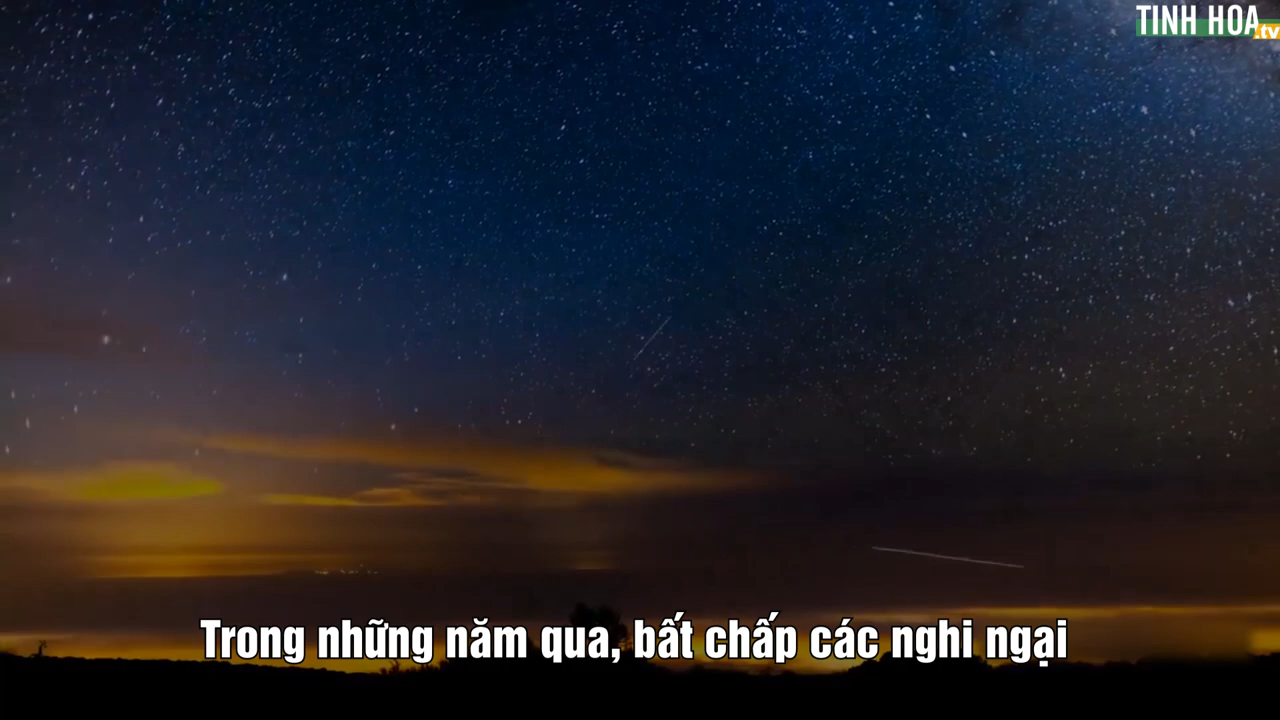 TINH HOA
.tv
Trong những năm qua, bất chấp các nghi ngại